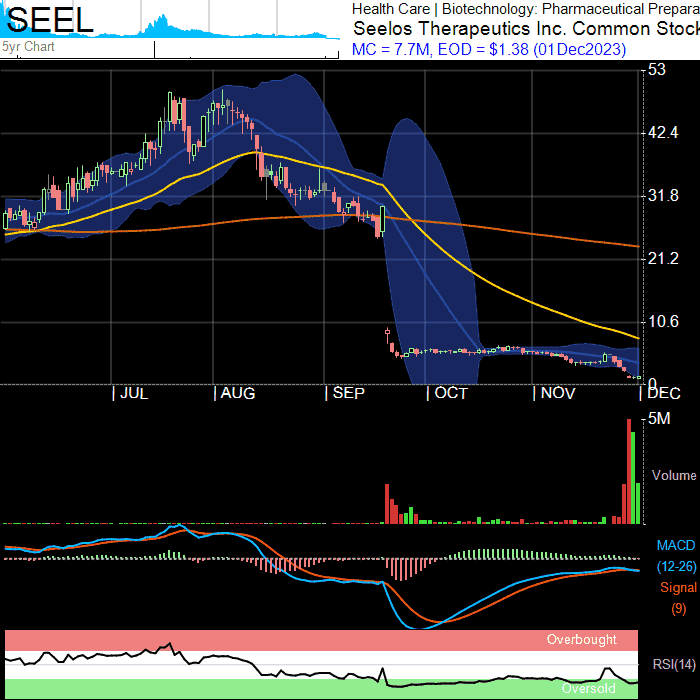 SEEL
5yr Chart
Health Care | Biotechnology: Pharmaceutical Prepara
Seelos Therapeutics Inc. Common Stock
MC = 7.7M, EOD = $1.38 (01Dec2023)
53
42.4
31.8
21.2
10.6
0
JUL AUG SEP OCT NOV DEC
5M
Volume
MACD
(12-26)
Signal
(9)
Overbought
RSI(14)
Oversold